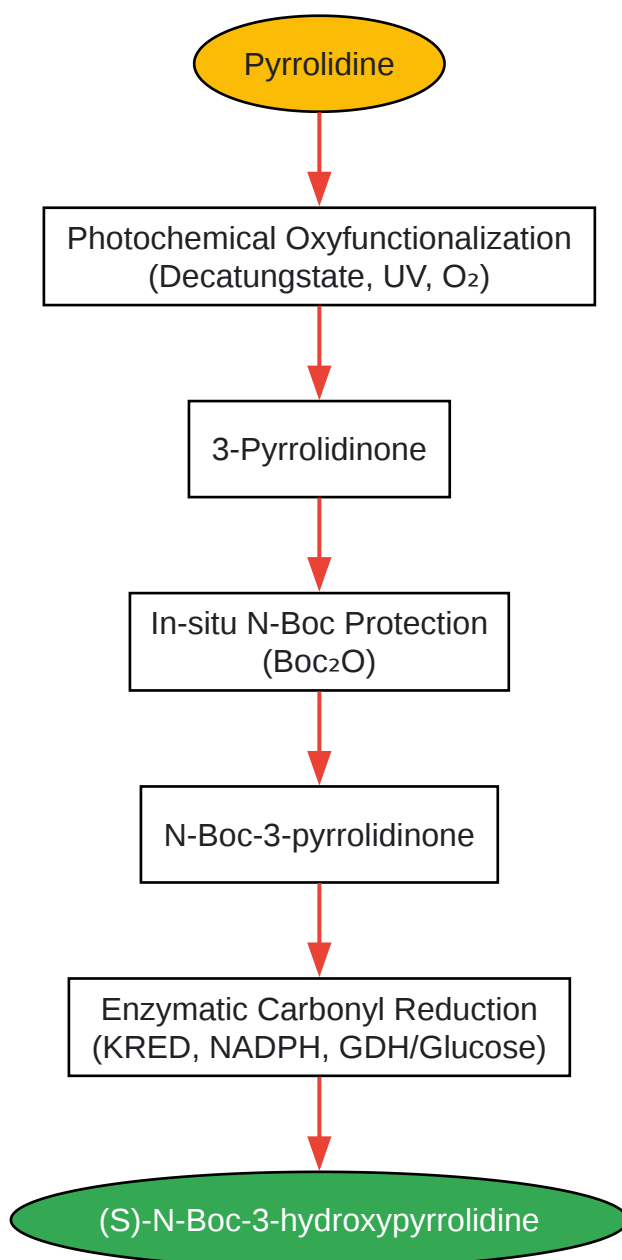 Pyrrolidine
Photochemical Oxyfunctionalization
(Decatungstate, UV, O₂)
3-Pyrrolidinone
In-situ N-Boc Protection
(Boc₂O)
N-Boc-3-pyrrolidinone
Enzymatic Carbonyl Reduction
(KRED, NADPH, GDH/Glucose)
(S)-N-Boc-3-hydroxypyrrolidine